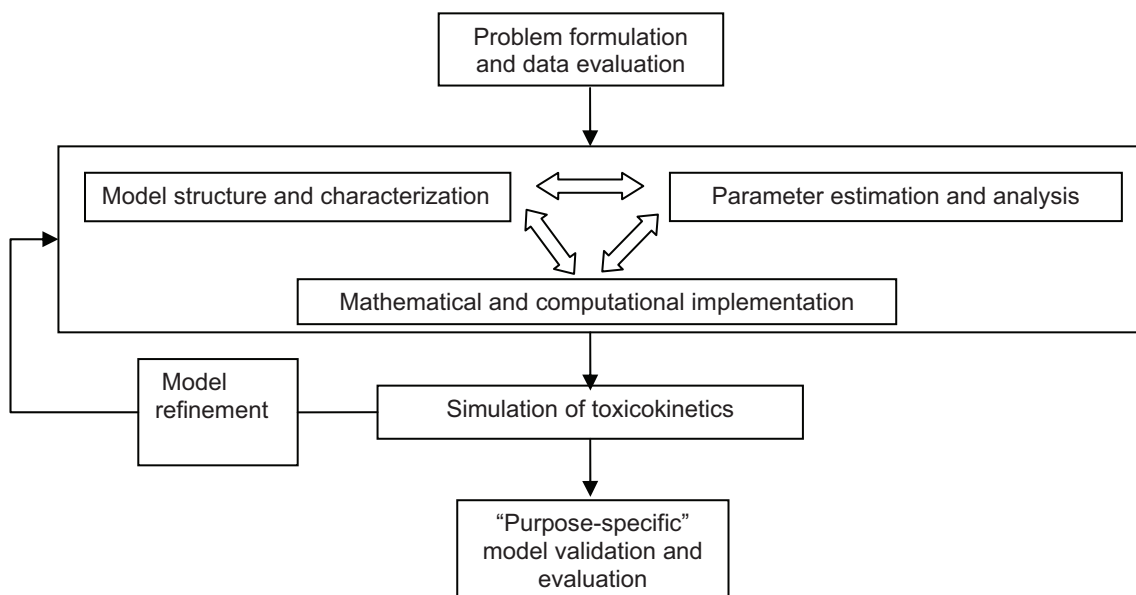 Problem formulation
and data evaluation
Model structure and characterization
Parameter estimation and analysis
Mathematical and computational implementation
Model
refinement
Simulation of toxicokinetics
“Purpose-specific”
model validation and
evaluation